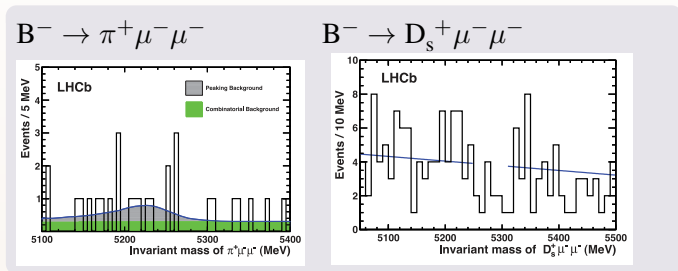 B⁻ → π⁺μ⁻μ⁻
LHCb
Peaking Background
Combinatorial Background
Events / 5 MeV
5
4
3
2
1
5100 5200 5300 5400
Invariant mass of π⁺μ⁻μ⁻ (MeV)
B⁻ → Dₛ⁺μ⁻μ⁻
LHCb
Events / 10 MeV
10
8
6
4
2
0
5100 5200 5300 5400 5500
Invariant mass of Dₛ⁺μ⁻μ⁻ (MeV)